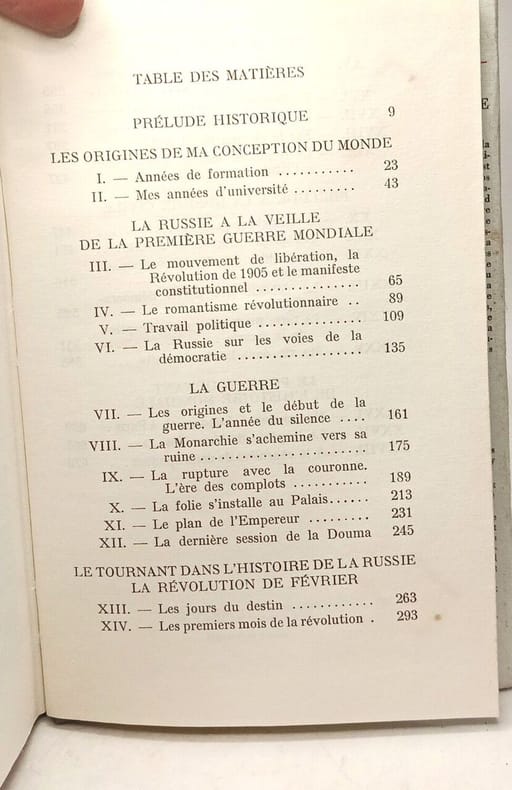 TABLE DES MATIÈRES
PRÉLUDE HISTORIQUE 9
LES ORIGINES DE MA CONCEPTION DU MONDE
I. — Années de formation ........... 23
II. — Mes années d'université ......... 43
LA RUSSIE A LA VEILLE
DE LA PREMIÈRE GUERRE MONDIALE
III. — Le mouvement de libération, la
Révolution de 1905 et le manifeste
constitutionnel ............... 65
IV. — Le romantisme révolutionnaire .. 89
V. — Travail politique ............... 109
VI. — La Russie sur les voies de la
démocratie .................. 135
LA GUERRE
VII. — Les origines et le début de la
guerre. L'année du silence .... 161
VIII. — La Monarchie s'achemine vers sa
ruine ....................... 175
IX. — La rupture avec la couronne.
L'ère des complots ........... 189
X. — La folie s'installe au Palais...... 213
XI. — Le plan de l'Empereur ......... 231
XII. — La dernière session de la Douma 245
LE TOURNANT DANS L'HISTOIRE DE LA RUSSIE
LA RÉVOLUTION DE FÉVRIER
XIII. — Les jours du destin ............ 263
XIV. — Les premiers mois de la révolution . 293